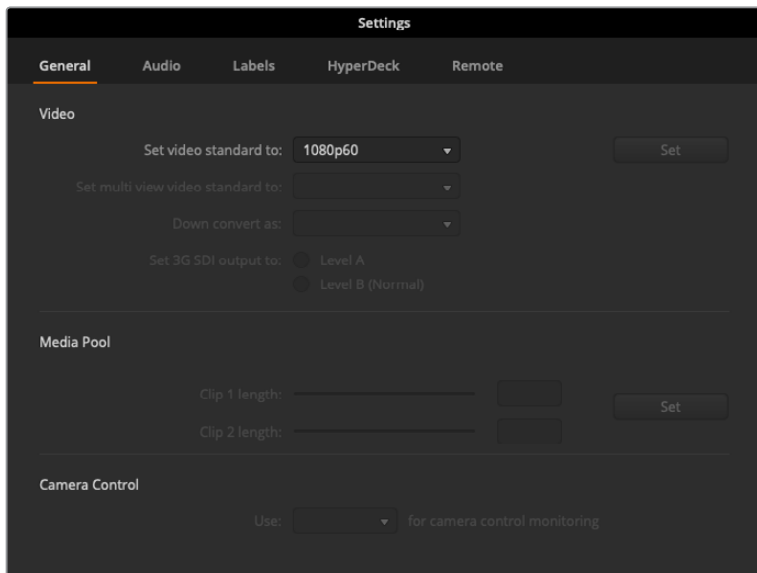 Settings
General Audio Labels HyperDeck Remote
Video
Set video standard to: 1080p60 Set
Set multi view video standard to:
Down convert as:
Set 3G SDI output to: Level A
Level B (Normal)
Media Pool
Clip 1 length:
Set
Clip 2 length:
Camera Control
Use: for camera control monitoring